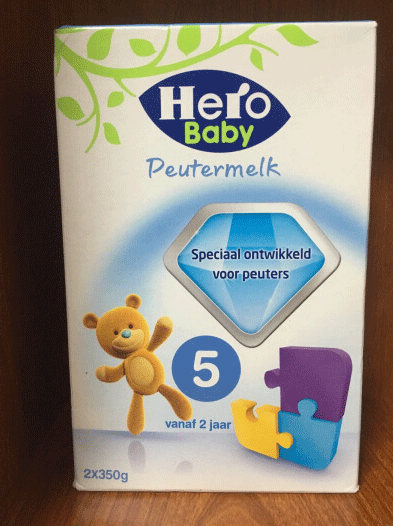 Hero
Baby
Peutermelk
Speciaal ontwikkeld
voor peuters
5
vanaf 2 jaar
2X350g